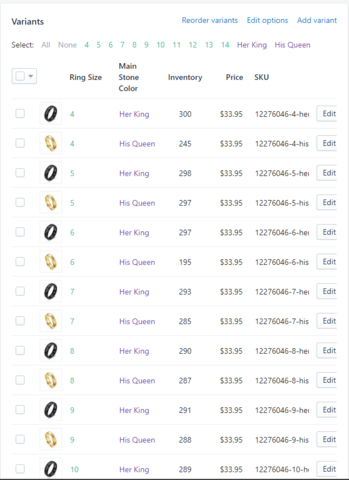 Variants Reorder variants Edit options Add variant
Select: All None 4 5 6 7 8 9 10 11 12 13 14 Her King His Queen
Ring Size Main Stone Color Inventory Price SKU
4 Her King 300 $33.95 12276046-4-her Edit
4 His Queen 245 $33.95 12276046-4-his Edit
5 Her King 298 $33.95 12276046-5-her Edit
5 His Queen 297 $33.95 12276046-5-his Edit
6 Her King 297 $33.95 12276046-6-her Edit
6 His Queen 195 $33.95 12276046-6-his Edit
7 Her King 293 $33.95 12276046-7-her Edit
7 His Queen 285 $33.95 12276046-7-his Edit
8 Her King 290 $33.95 12276046-8-her Edit
8 His Queen 287 $33.95 12276046-8-his Edit
9 Her King 291 $33.95 12276046-9-her Edit
9 His Queen 288 $33.95 12276046-9-his Edit
10 Her King 289 $33.95 12276046-10-h Edit